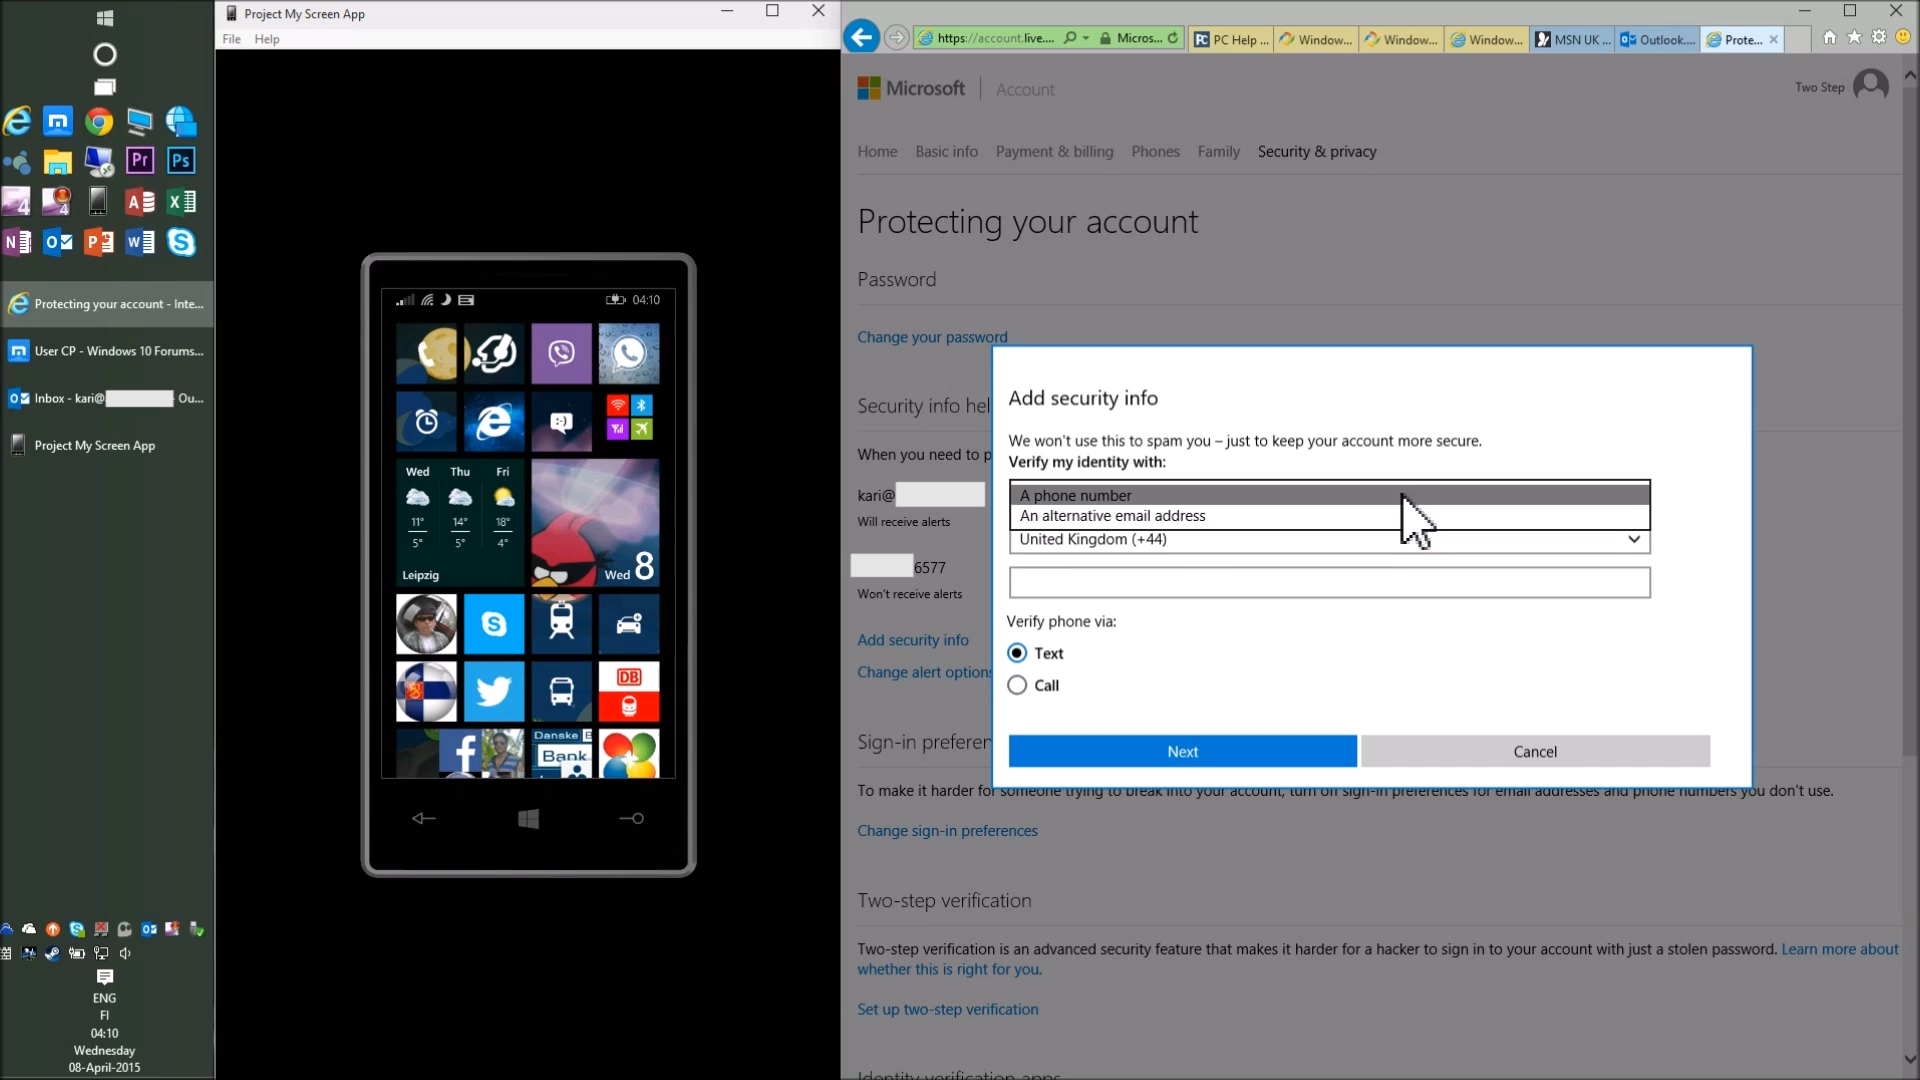 Project My Screen App
File Help
https://account.live....
Micros...
PC Help ...
Window...
Window...
Window...
MSN UK ...
Outlook....
Prote...
Microsoft
Account
Two Step
Home Basic info Payment & billing Phones Family Security & privacy
Protecting your account
Password
Change your password
Security info hel
When you need to p
kari@
Will receive alerts
6577
Won't receive alerts
Add security info
Change alert options
Sign-in preferen
To make it harder for someone trying to break into your account, turn off sign-in preferences for email addresses and phone numbers you don't use.
Change sign-in preferences
Two-step verification
Two-step verification is an advanced security feature that makes it harder for a hacker to sign in to your account with just a stolen password. Learn more about
whether this is right for you.
Set up two-step verification
Identity verification apps
Add security info
We won't use this to spam you – just to keep your account more secure.
Verify my identity with:
A phone number
An alternative email address
United Kingdom (+44)
Verify phone via:
Text
Call
Next
Cancel
04:10
Wed Thu Fri
11° 14° 18°
5° 5° 4°
Leipzig
Wed 8
DB
Danske B
Bank
Pr
Ps
4
4
A
X
N
O
P
W
Protecting your account - Inte...
User CP - Windows 10 Forums...
Inbox - kari@ Ou...
Project My Screen App
ENG
FI
04:10
Wednesday
08-April-2015